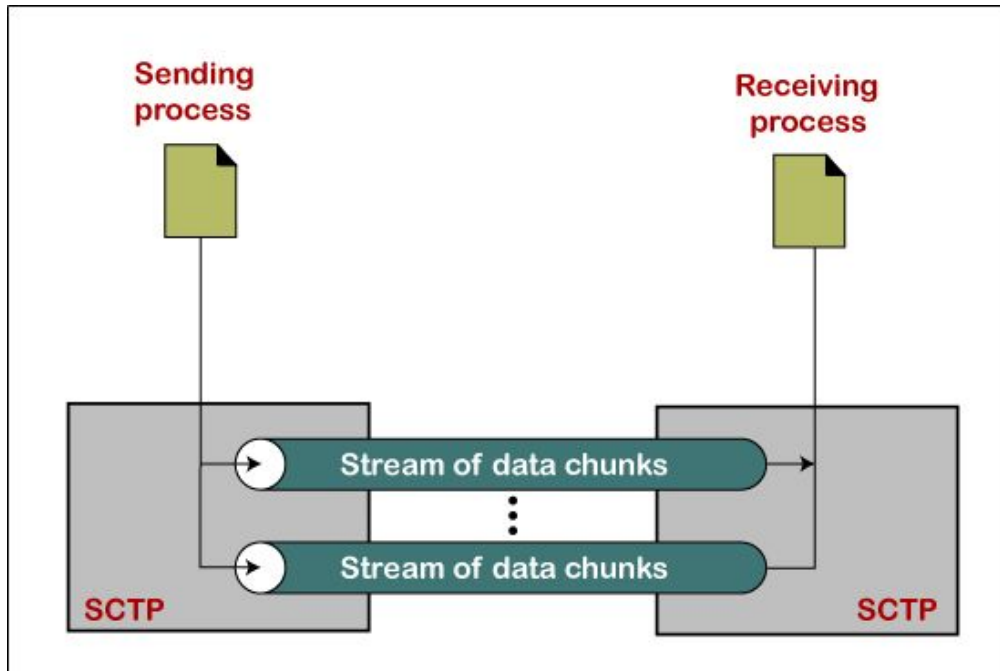 Sending
process
Receiving
process
Stream of data chunks
Stream of data chunks
SCTP
SCTP